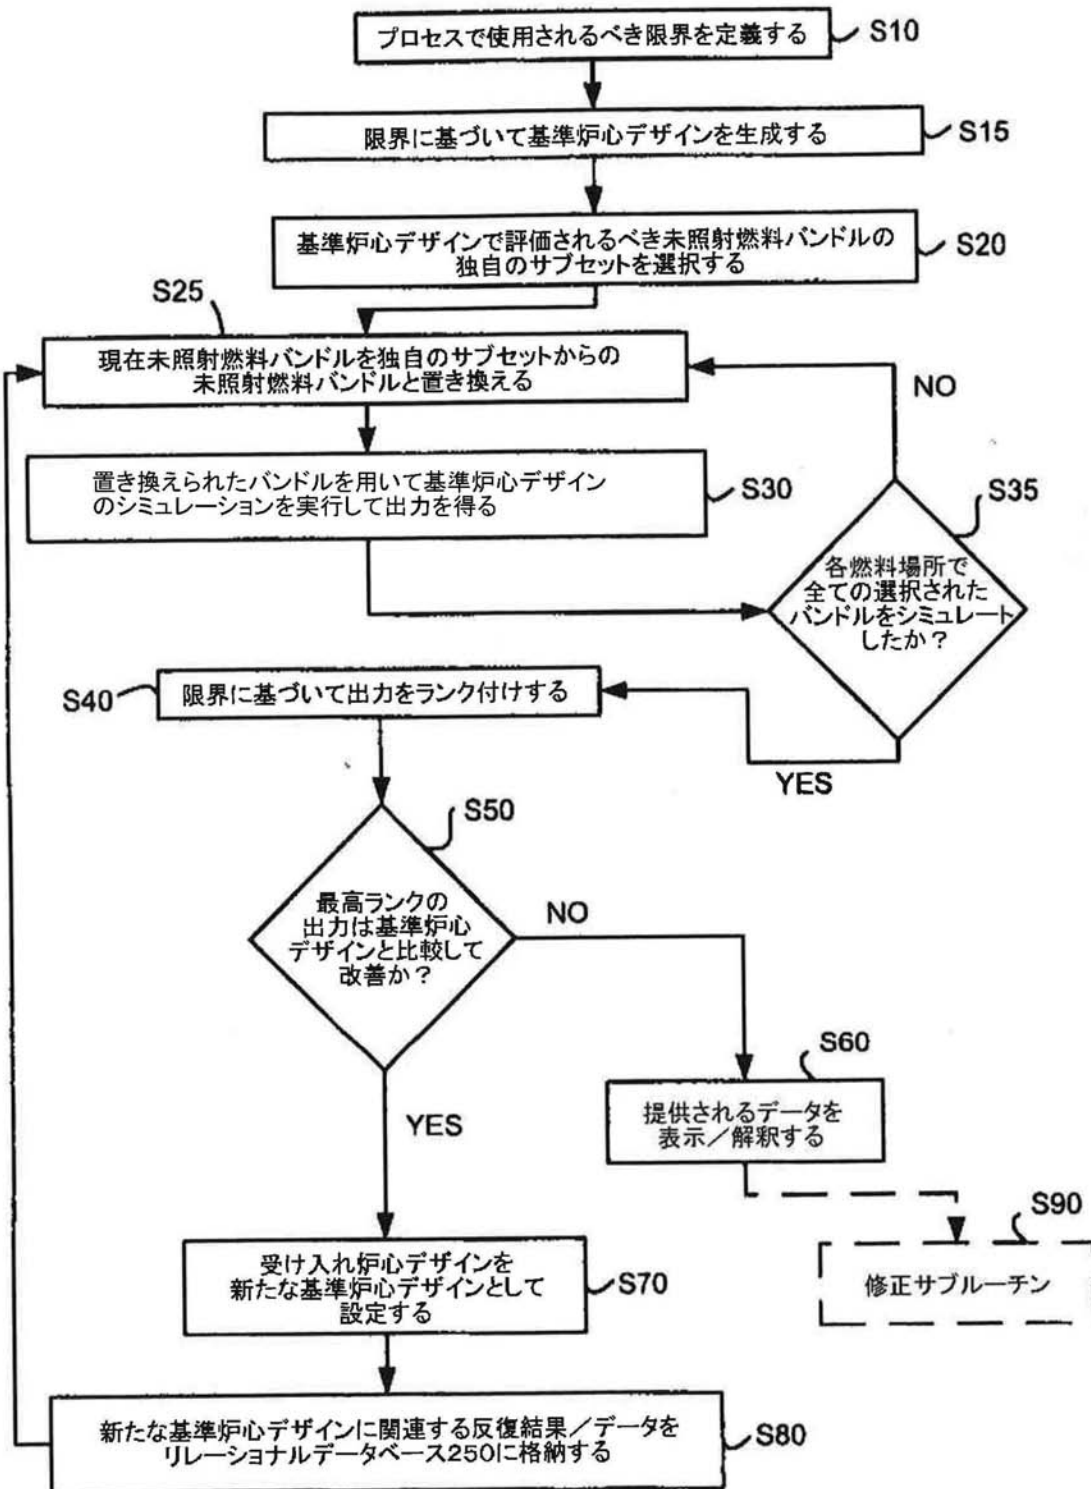 プロセスで使用されるべき限界を定義する
S10
限界に基づいて基準炉心デザインを生成する
S15
基準炉心デザインで評価されるべき未照射燃料バンドルの
独自のサブセットを選択する
S20
S25
現在未照射燃料バンドルを独自のサブセットからの
未照射燃料バンドルと置き換える
NO
置き換えられたバンドルを用いて基準炉心デザイン
のシミュレーションを実行して出力を得る
S30
S35
各燃料場所で
全ての選択された
バンドルをシミュレート
したか?
S40
限界に基づいて出力をランク付けする
YES
S50
最高ランクの
出力は基準炉心
デザインと比較して
改善か?
NO
S60
提供されるデータを
表示/解釈する
YES
S90
修正サブルーチン
受け入れ炉心デザインを
新たな基準炉心デザインとして
設定する
S70
新たな基準炉心デザインに関連する反復結果/データを
リレーショナルデータベース250に格納する
S80